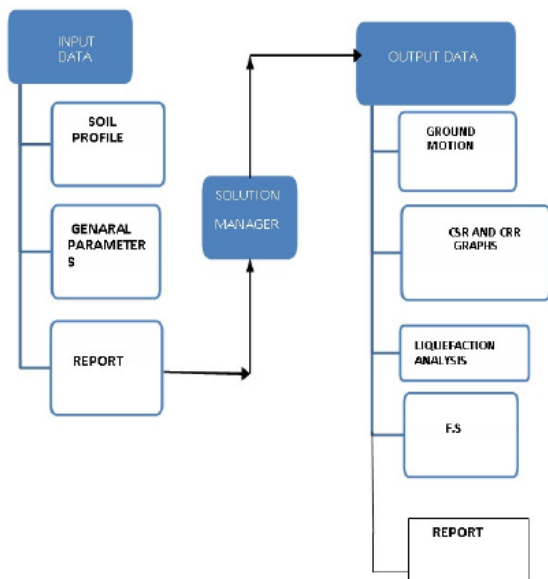 INPUT
DATA
SOIL
PROFILE
GENARAL
PARAMETER
S
REPORT
SOLUTION
MANAGER
OUTPUT DATA
GROUND
MOTION
CSR AND CRR
GRAPHS
LIQUEFACTION
ANALYSIS
F.S
REPORT